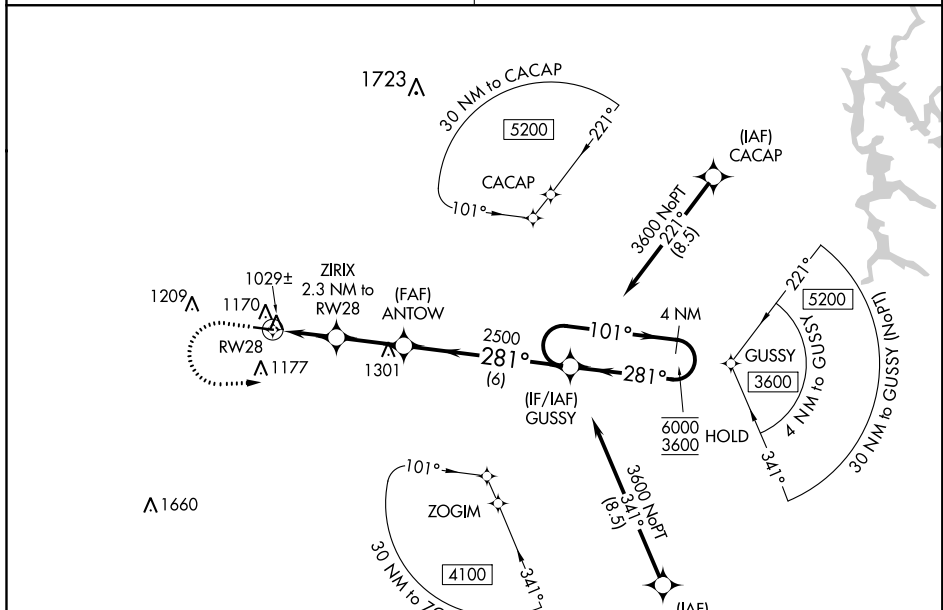 1723
30 NM to CACAP
5200
221°
CACAP
101°
(IAF)
CACAP
3600 NoPT
221°
(8.5)
1029±
ZIRIX
2.3 NM to
RW28
(FAF)
ANTOW
1209
1170
RW28
1177
1301
2500
281°
(6)
101°
4 NM
281°
(IF/IAF)
GUSSY
6000
3600
HOLD
221°
5200
GUSSY
3600
4 NM to GUSSY
30 NM to GUSSY (NoPT)
341°
1660
101°
ZOGIM
4100
341°
30 NM to
3600 NoPT
341°
(8.5)
(IAF)